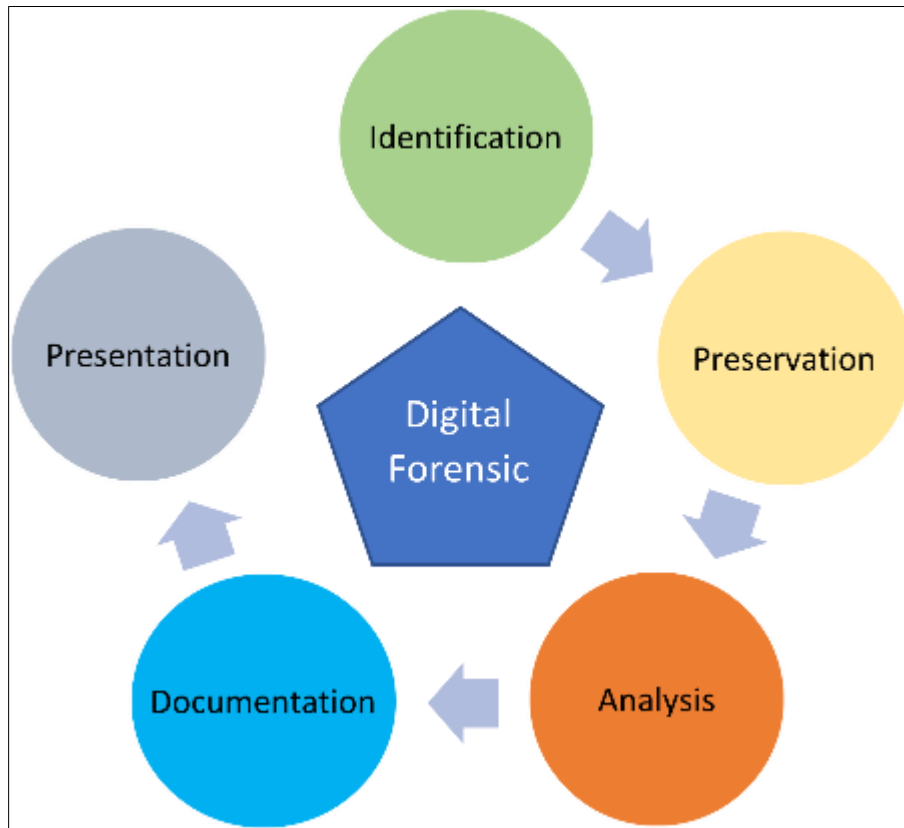 Identification
Preservation
Analysis
Documentation
Presentation
Digital
Forensic